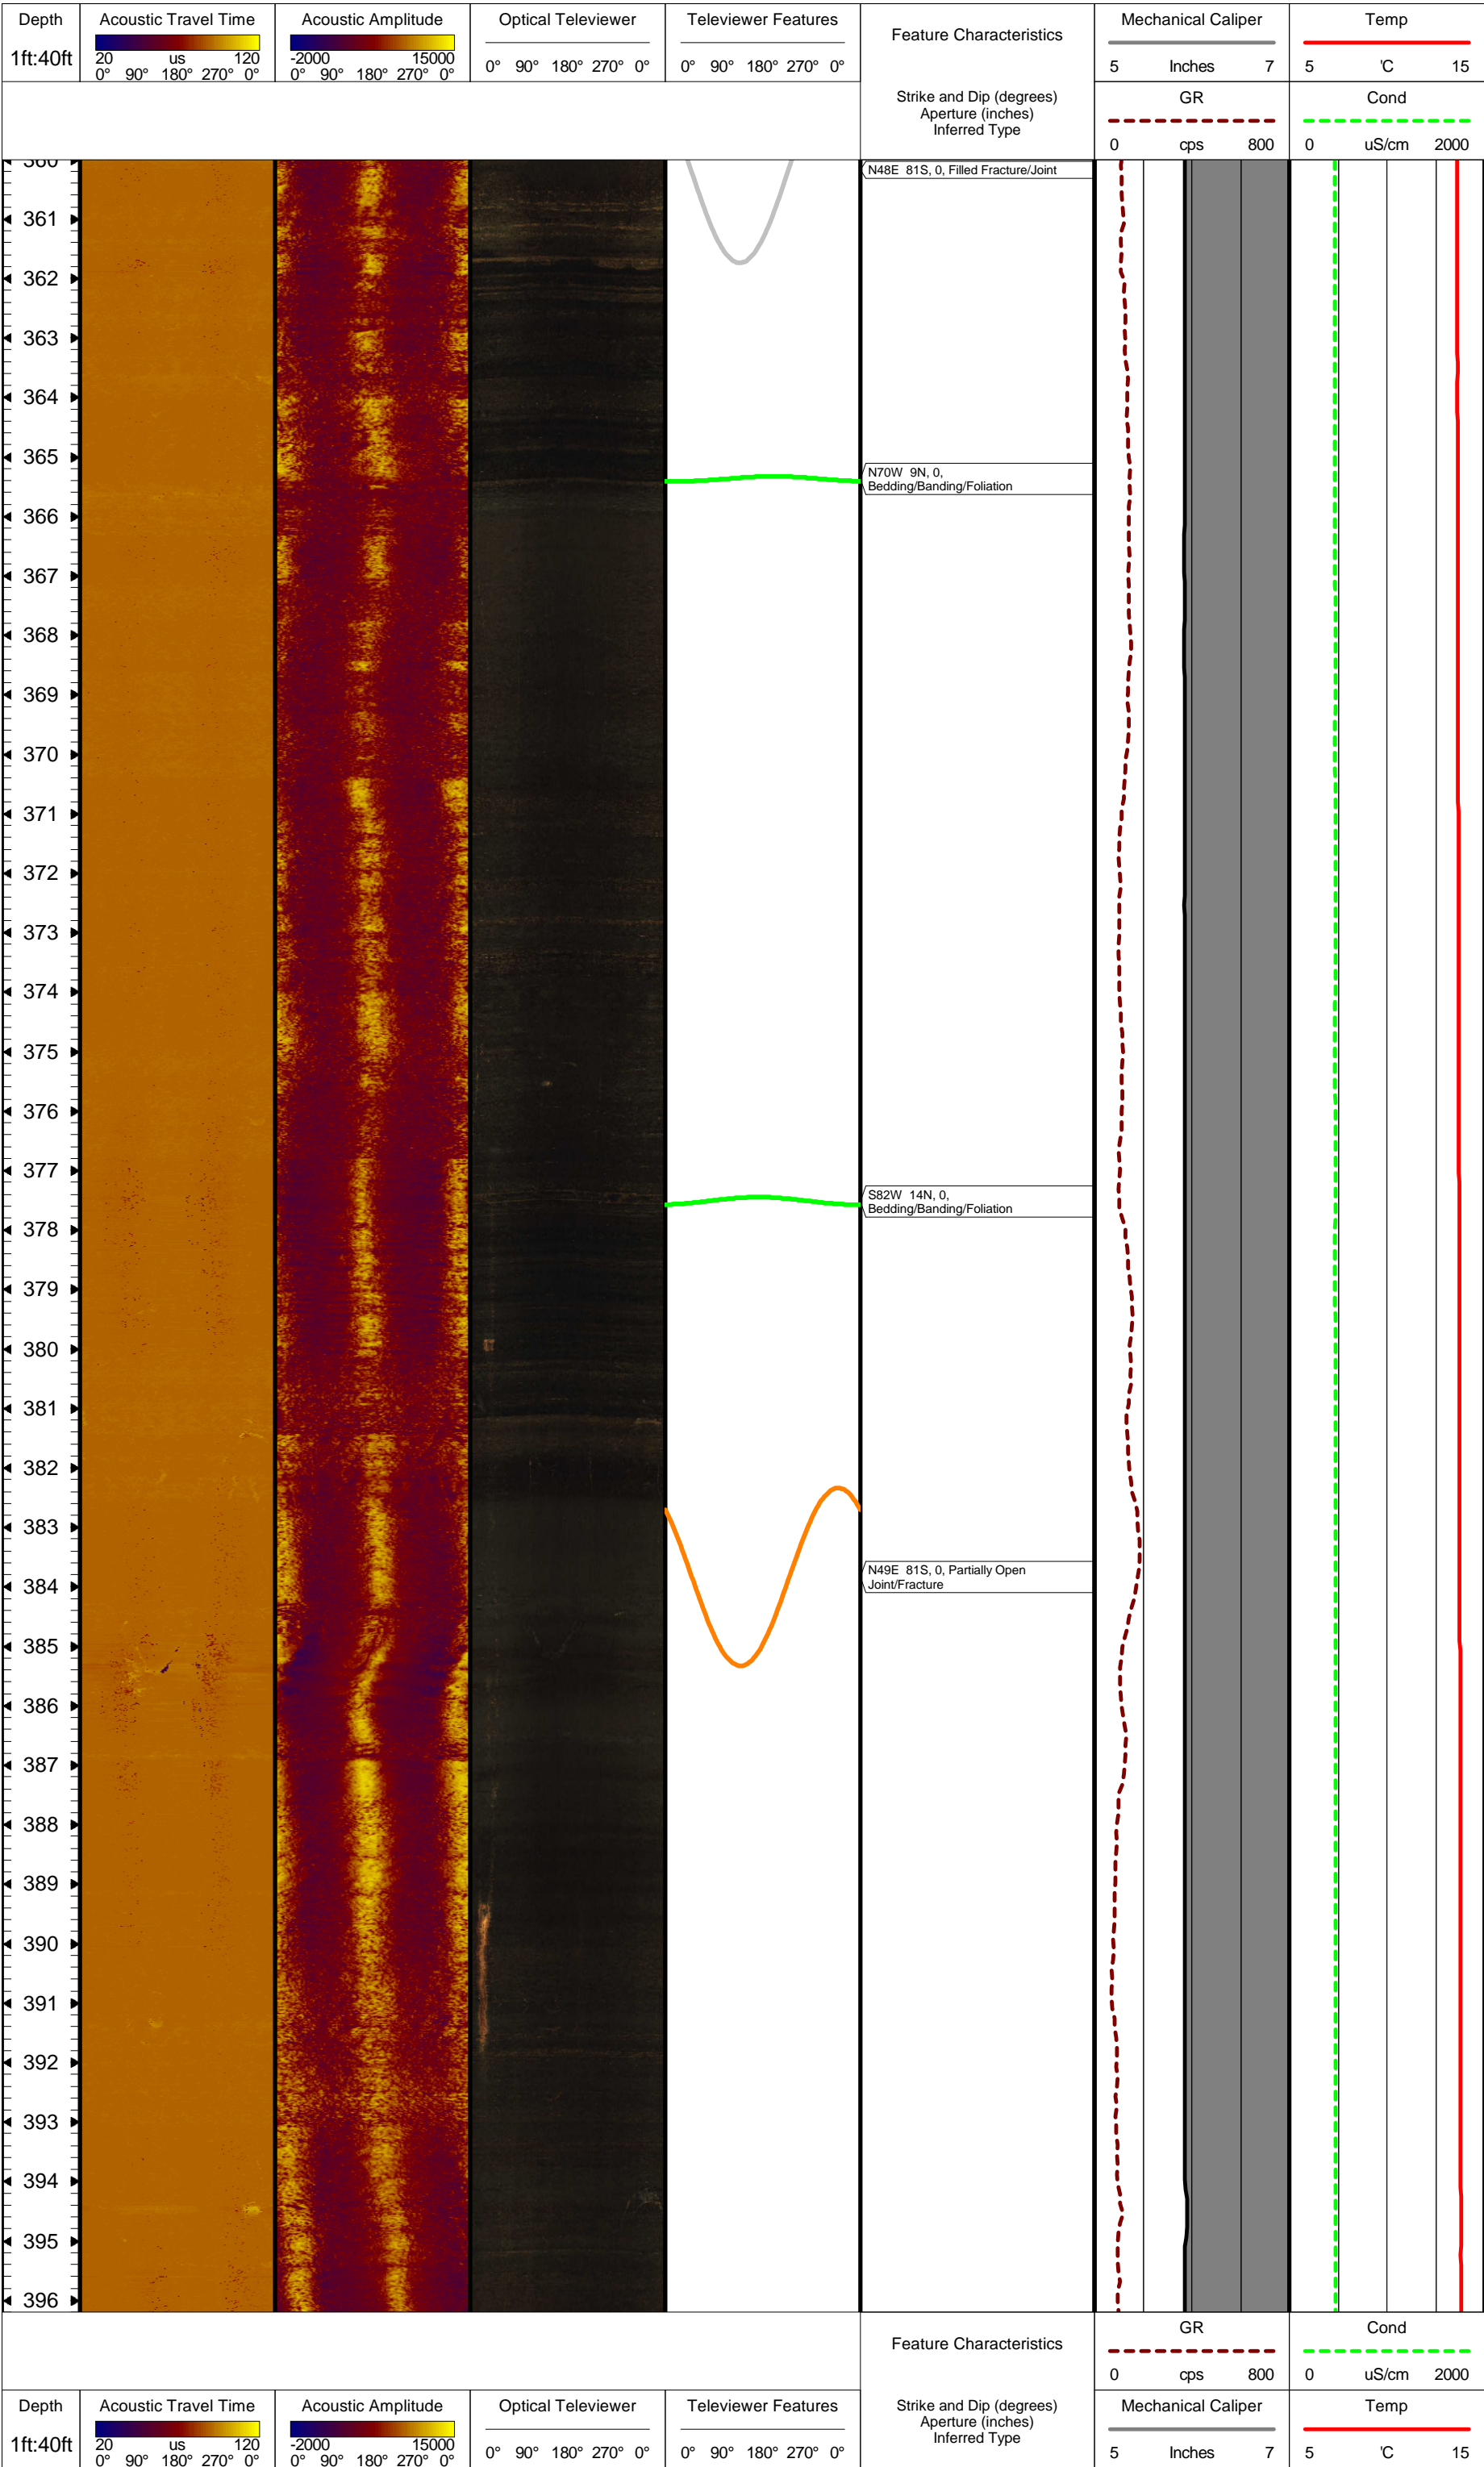 Depth
1ft:40ft
Acoustic Travel Time
20 us 120
0° 90° 180° 270° 0°
Acoustic Amplitude
-2000 15000
0° 90° 180° 270° 0°
Optical Televiewer
0° 90° 180° 270° 0°
Televiewer Features
0° 90° 180° 270° 0°
Feature Characteristics
Strike and Dip (degrees)
Aperture (inches)
Inferred Type
Mechanical Caliper
5 Inches 7
GR
0 cps 800
Temp
5 'C 15
Cond
0 uS/cm 2000
360
N48E 81S, 0, Filled Fracture/Joint
361
362
363
364
365
N70W 9N, 0,
Bedding/Banding/Foliation
366
367
368
369
370
371
372
373
374
375
376
377
S82W 14N, 0,
Bedding/Banding/Foliation
378
379
380
381
382
383
384
N49E 81S, 0, Partially Open
Joint/Fracture
385
386
387
388
389
390
391
392
393
394
395
396
Depth
1ft:40ft
Acoustic Travel Time
20 us 120
0° 90° 180° 270° 0°
Acoustic Amplitude
-2000 15000
0° 90° 180° 270° 0°
Optical Televiewer
0° 90° 180° 270° 0°
Televiewer Features
0° 90° 180° 270° 0°
Feature Characteristics
Strike and Dip (degrees)
Aperture (inches)
Inferred Type
GR
0 cps 800
Mechanical Caliper
5 Inches 7
Cond
0 uS/cm 2000
Temp
5 'C 15